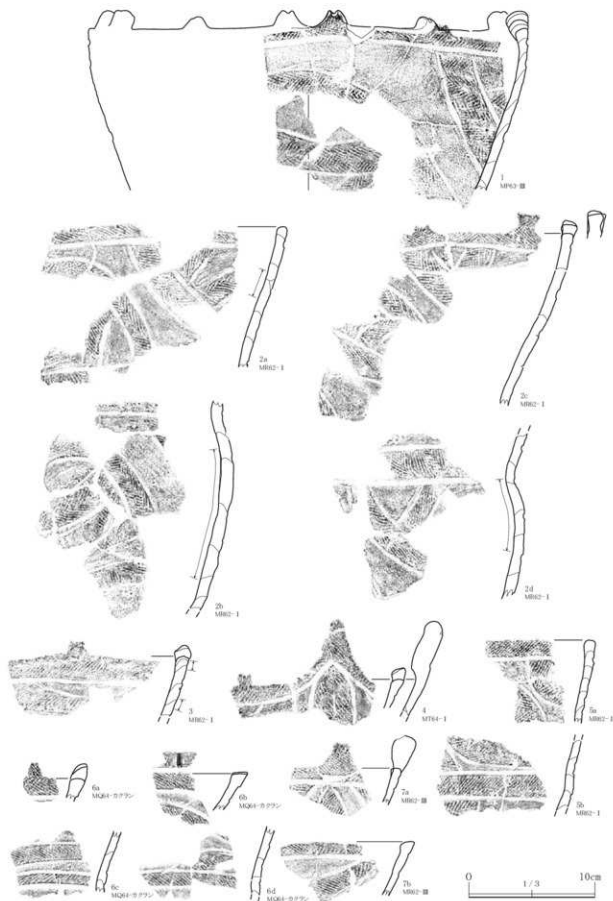 1
MP63-Ⅲ
2a
MR62-Ⅰ
2c
MR62-Ⅰ
2b
MR62-Ⅰ
2d
MR62-Ⅰ
3
MR62-Ⅰ
4
MT64-Ⅰ
5a
MR62-Ⅰ
6a
MQ64-カクラン
6b
MQ64-カクラン
7a
MR62-Ⅲ
5b
MR62-Ⅰ
6c
MQ64-カクラン
6d
MQ64-カクラン
7b
MR62-Ⅲ
0 1/3 10cm